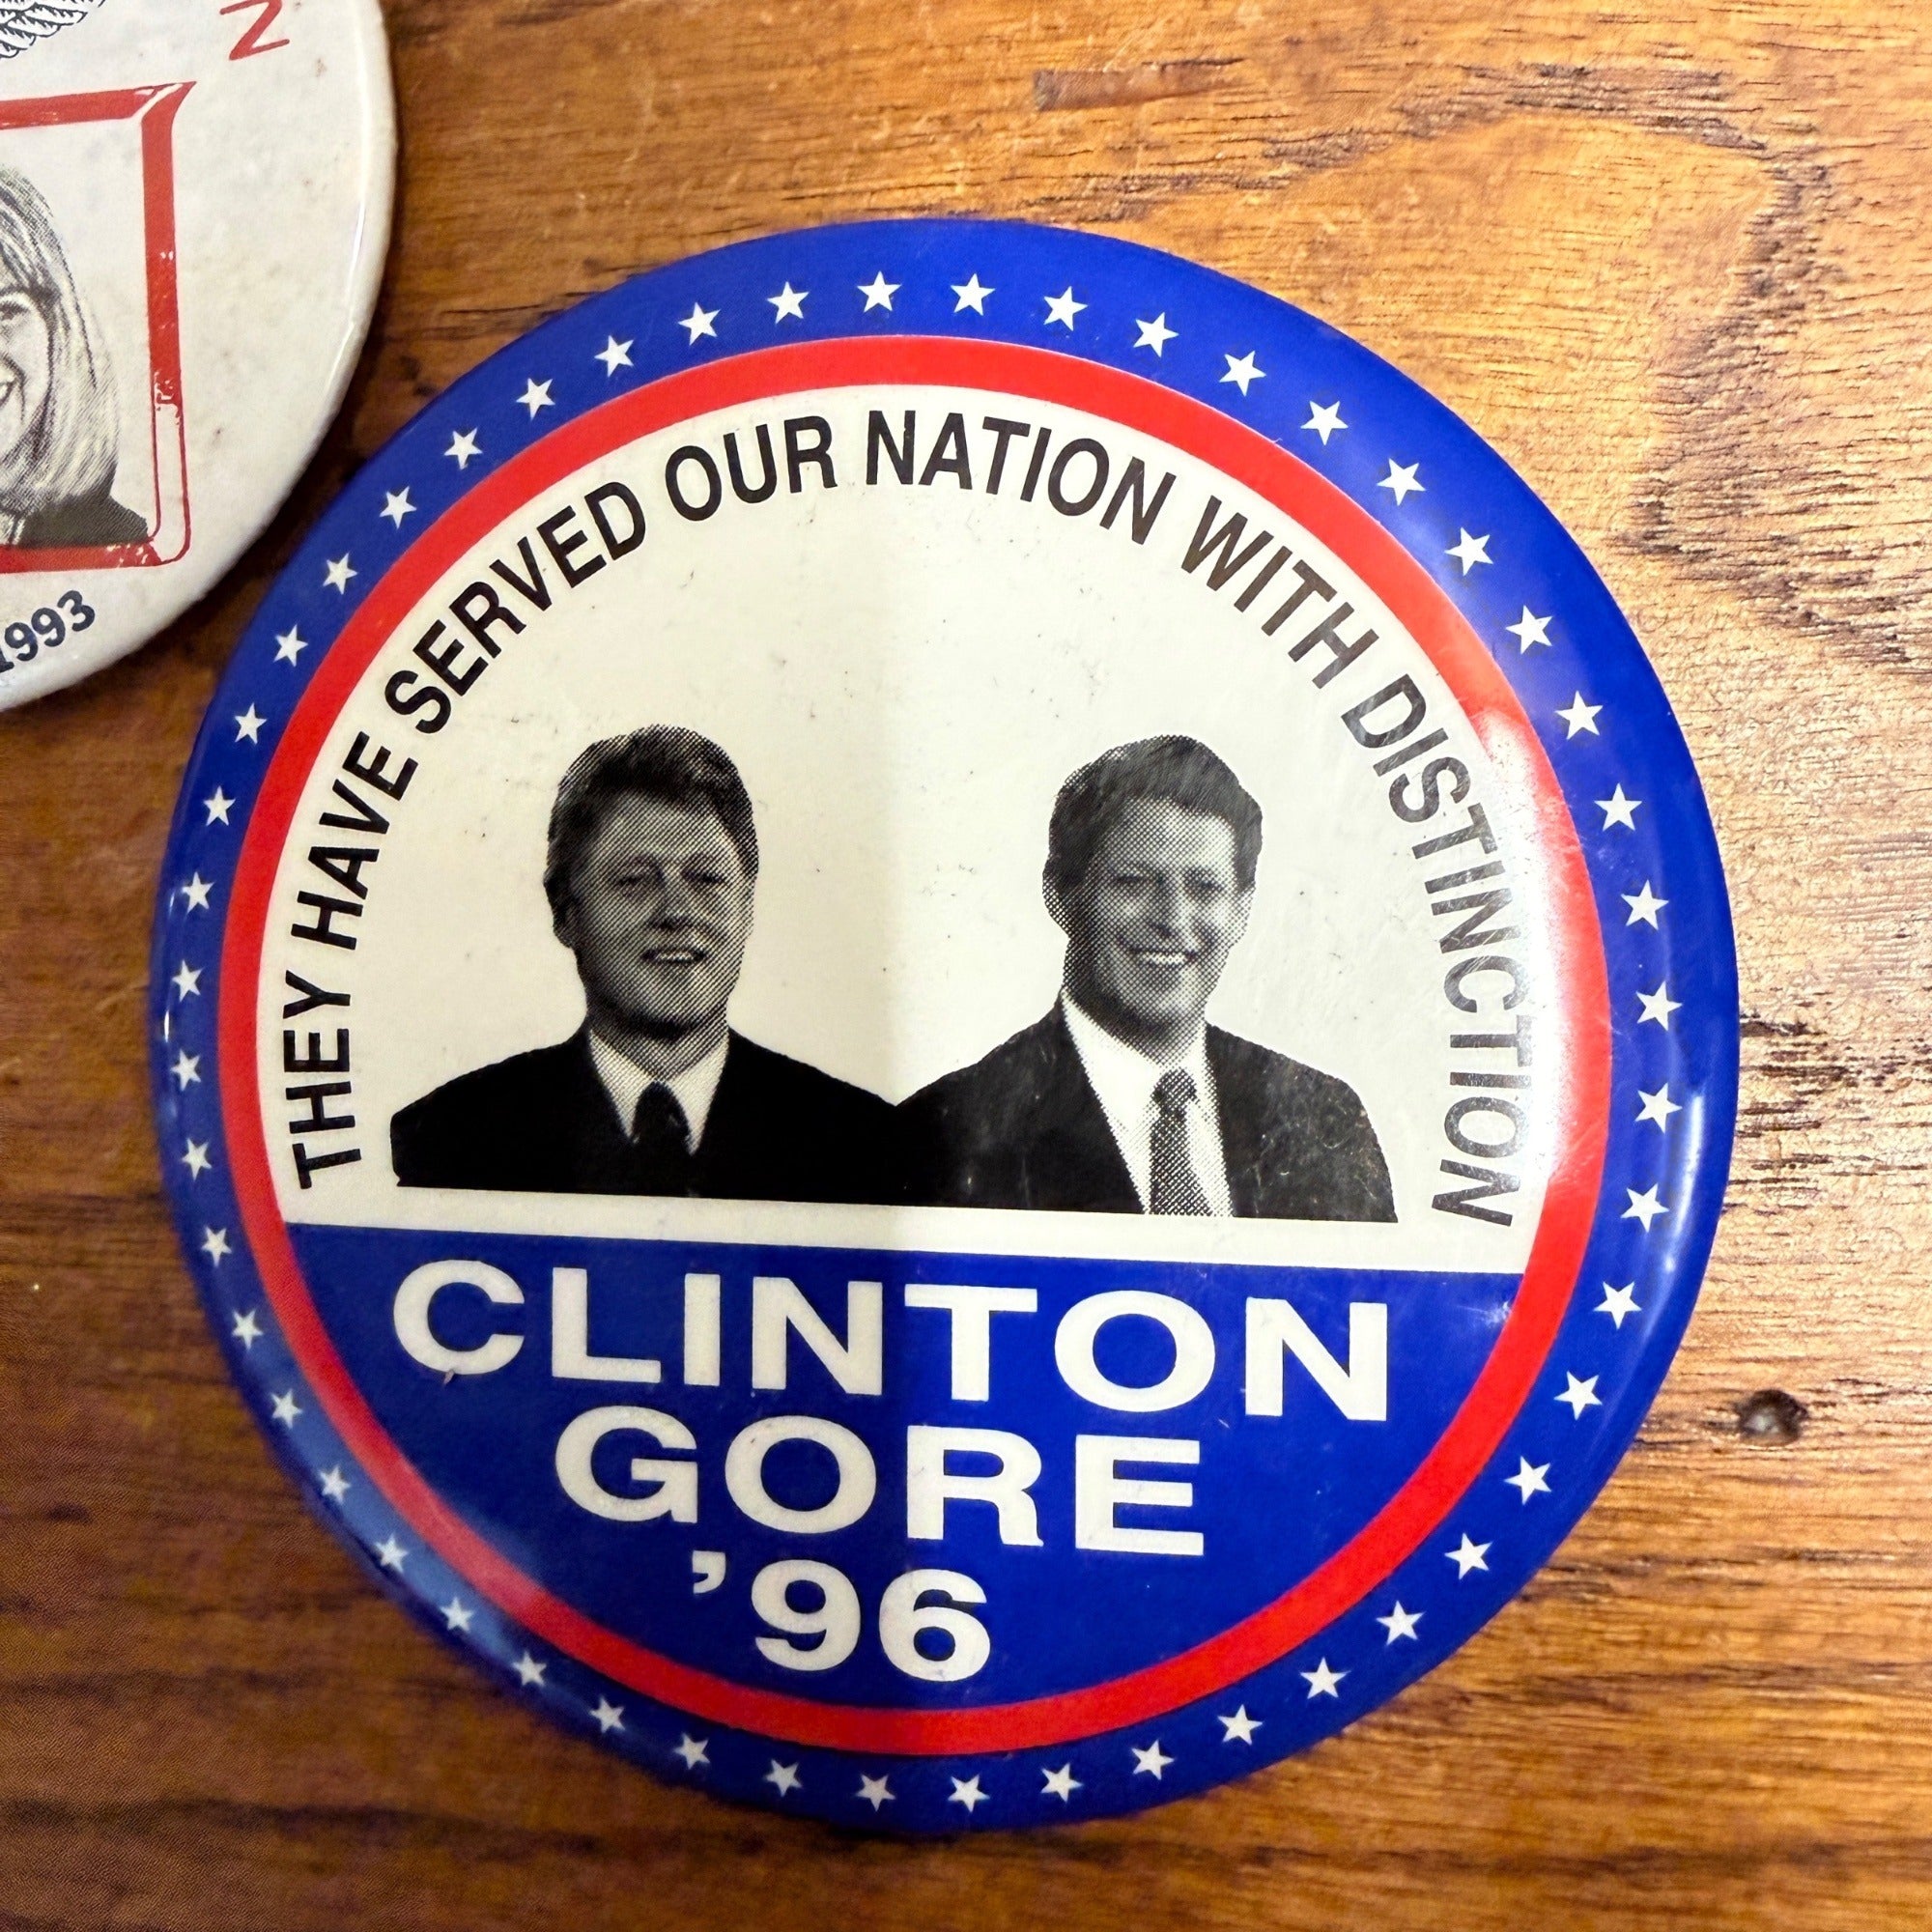 N
1993
THEY HAVE SERVED OUR NATION WITH DISTINCTION
CLINTON
GORE
'96